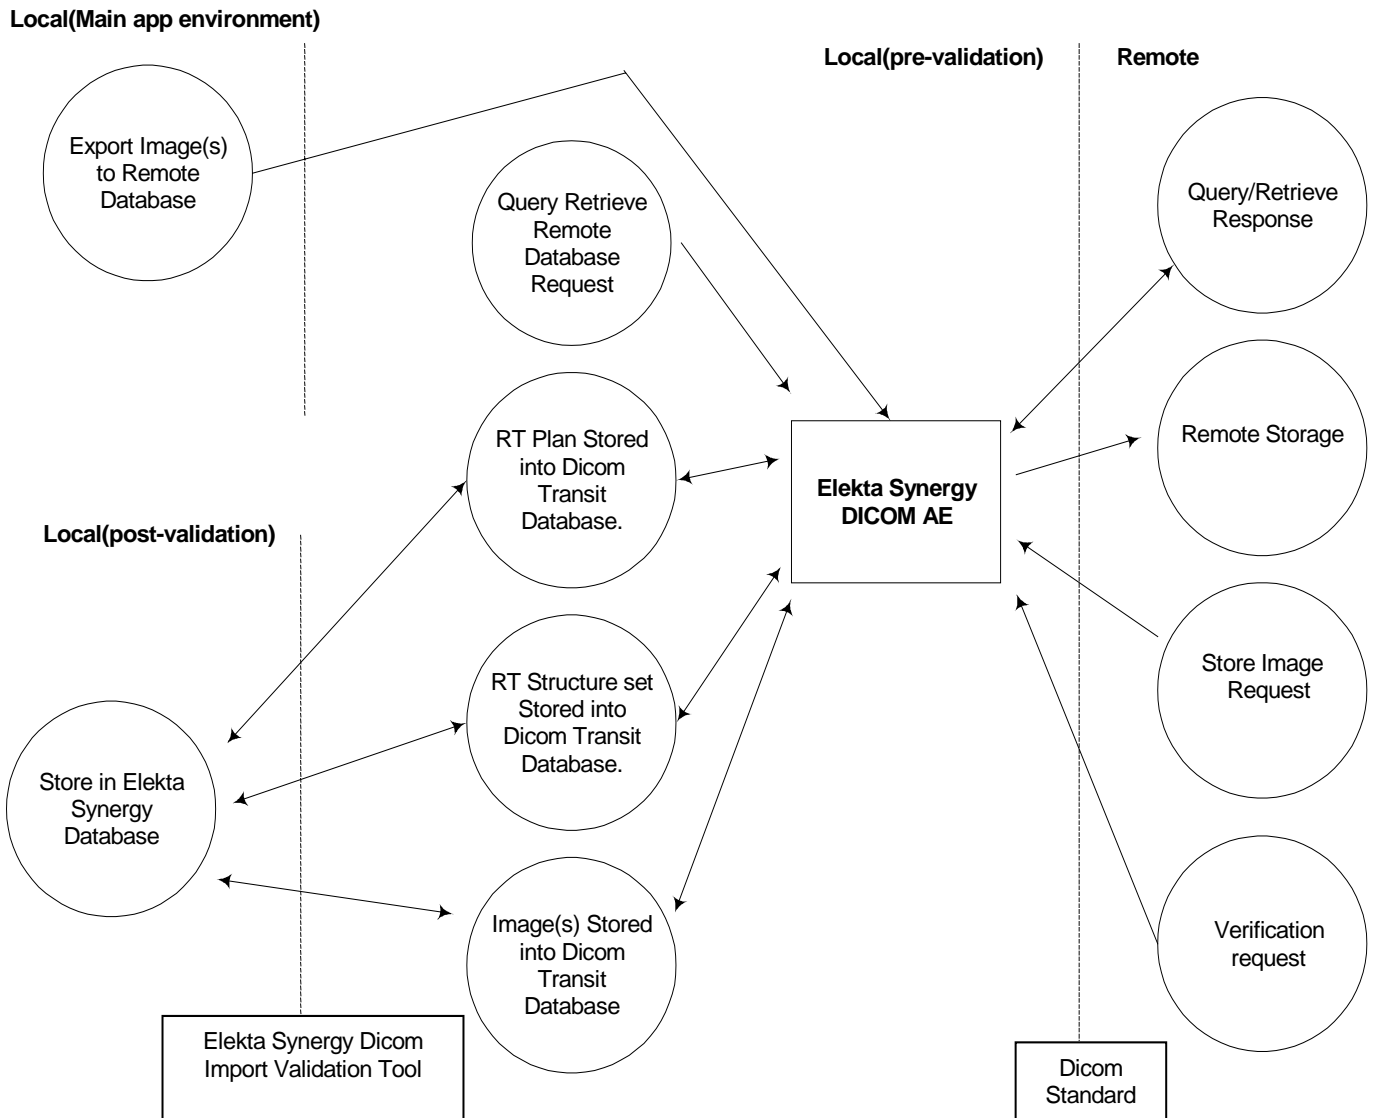 Local(Main app environment)
Local(pre-validation)
Remote
Export Image(s)
to Remote
Database
Query Retrieve
Remote
Database
Request
Query/Retrieve
Response
RT Plan Stored
into Dicom
Transit
Database.
Elekta Synergy
DICOM AE
Remote Storage
Local(post-validation)
RT Structure set
Stored into
Dicom Transit
Database.
Store Image
Request
Store in Elekta
Synergy
Database
Image(s) Stored
into Dicom
Transit
Database
Verification
request
Elekta Synergy Dicom
Import Validation Tool
Dicom
Standard